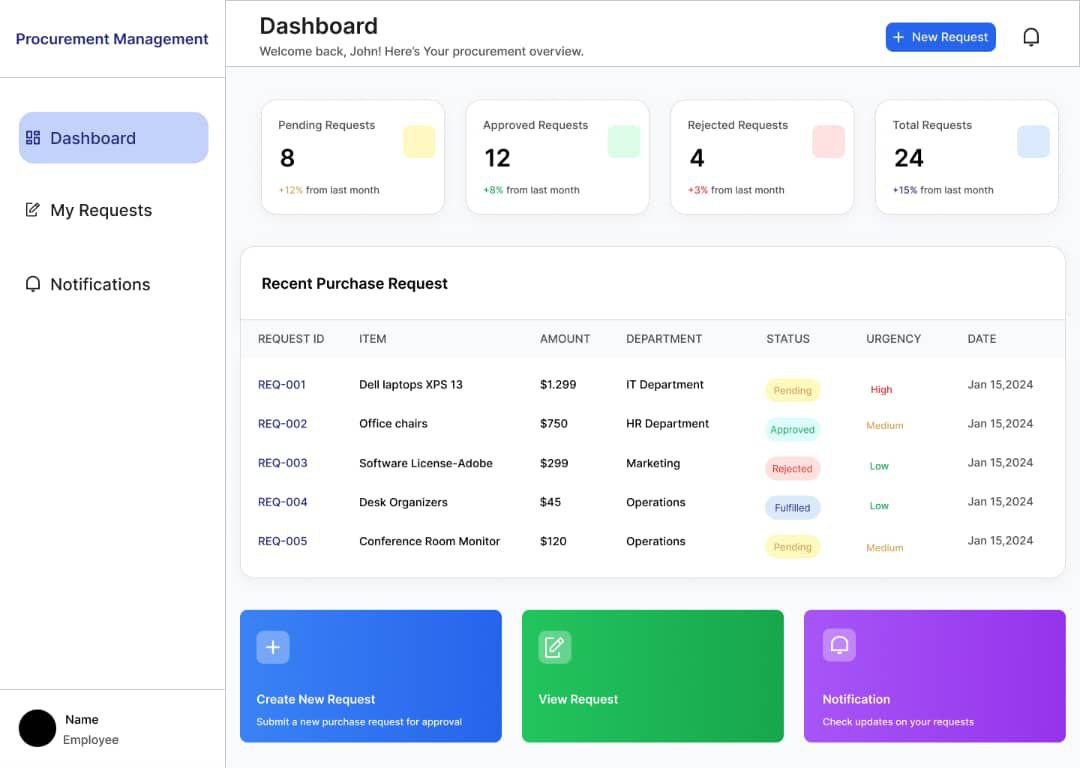 Procurement Management
Dashboard
My Requests
Notifications
Name
Employee
Dashboard
Welcome back, John! Here's Your procurement overview.
New Request
Pending Requests
8
+12% from last month
Approved Requests
12
+8% from last month
Rejected Requests
4
+3% from last month
Total Requests
24
+15% from last month
Recent Purchase Request
REQUEST ID ITEM AMOUNT DEPARTMENT STATUS URGENCY DATE
REQ-001 Dell laptops XPS 13 $1.299 IT Department Pending High Jan 15,2024
REQ-002 Office chairs $750 HR Department Approved Medium Jan 15,2024
REQ-003 Software License-Adobe $299 Marketing Rejected Low Jan 15,2024
REQ-004 Desk Organizers $45 Operations Fulfilled Low Jan 15,2024
REQ-005 Conference Room Monitor $120 Operations Pending Medium Jan 15,2024
Create New Request
Submit a new purchase request for approval
View Request
Notification
Check updates on your requests